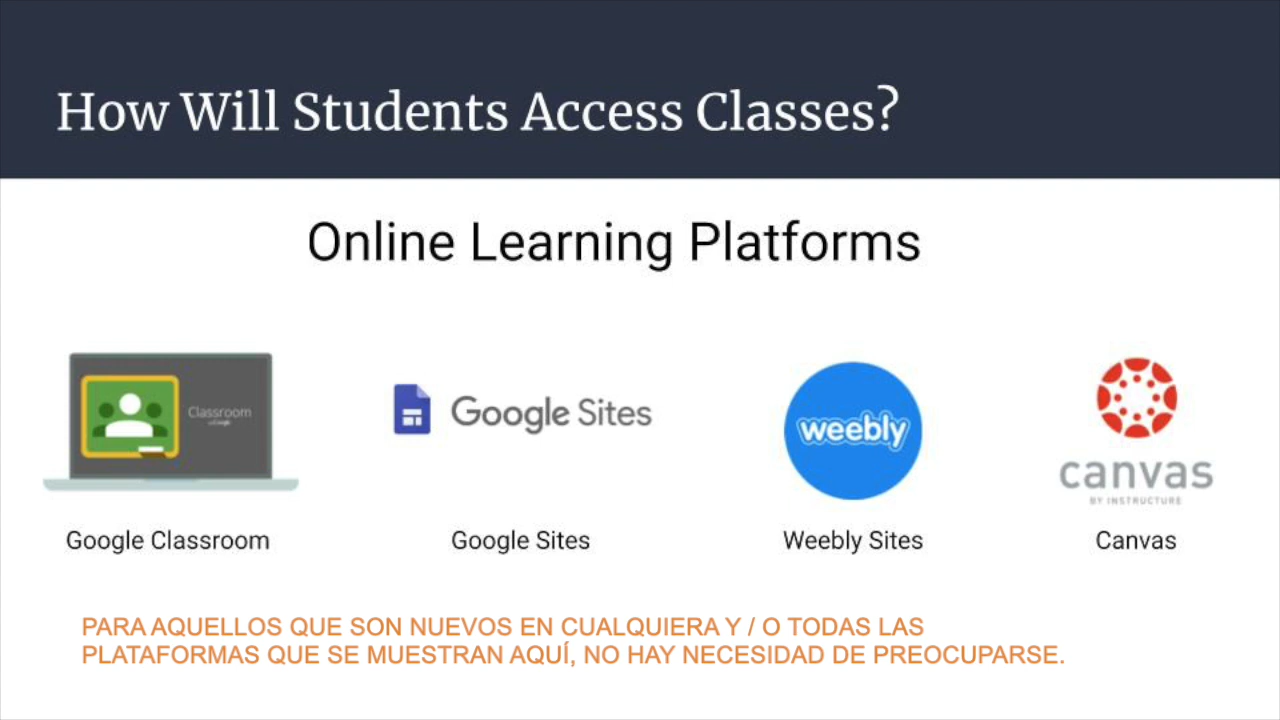 How Will Students Access Classes?
Online Learning Platforms
Classroom
Google Sites
weebly
canvas
BY INSTRUCTURE
Google Classroom
Google Sites
Weebly Sites
Canvas
PARA AQUELLOS QUE SON NUEVOS EN CUALQUIERA Y / O TODAS LAS
PLATAFORMAS QUE SE MUESTRAN AQUÍ, NO HAY NECESIDAD DE PREOCUPARSE.